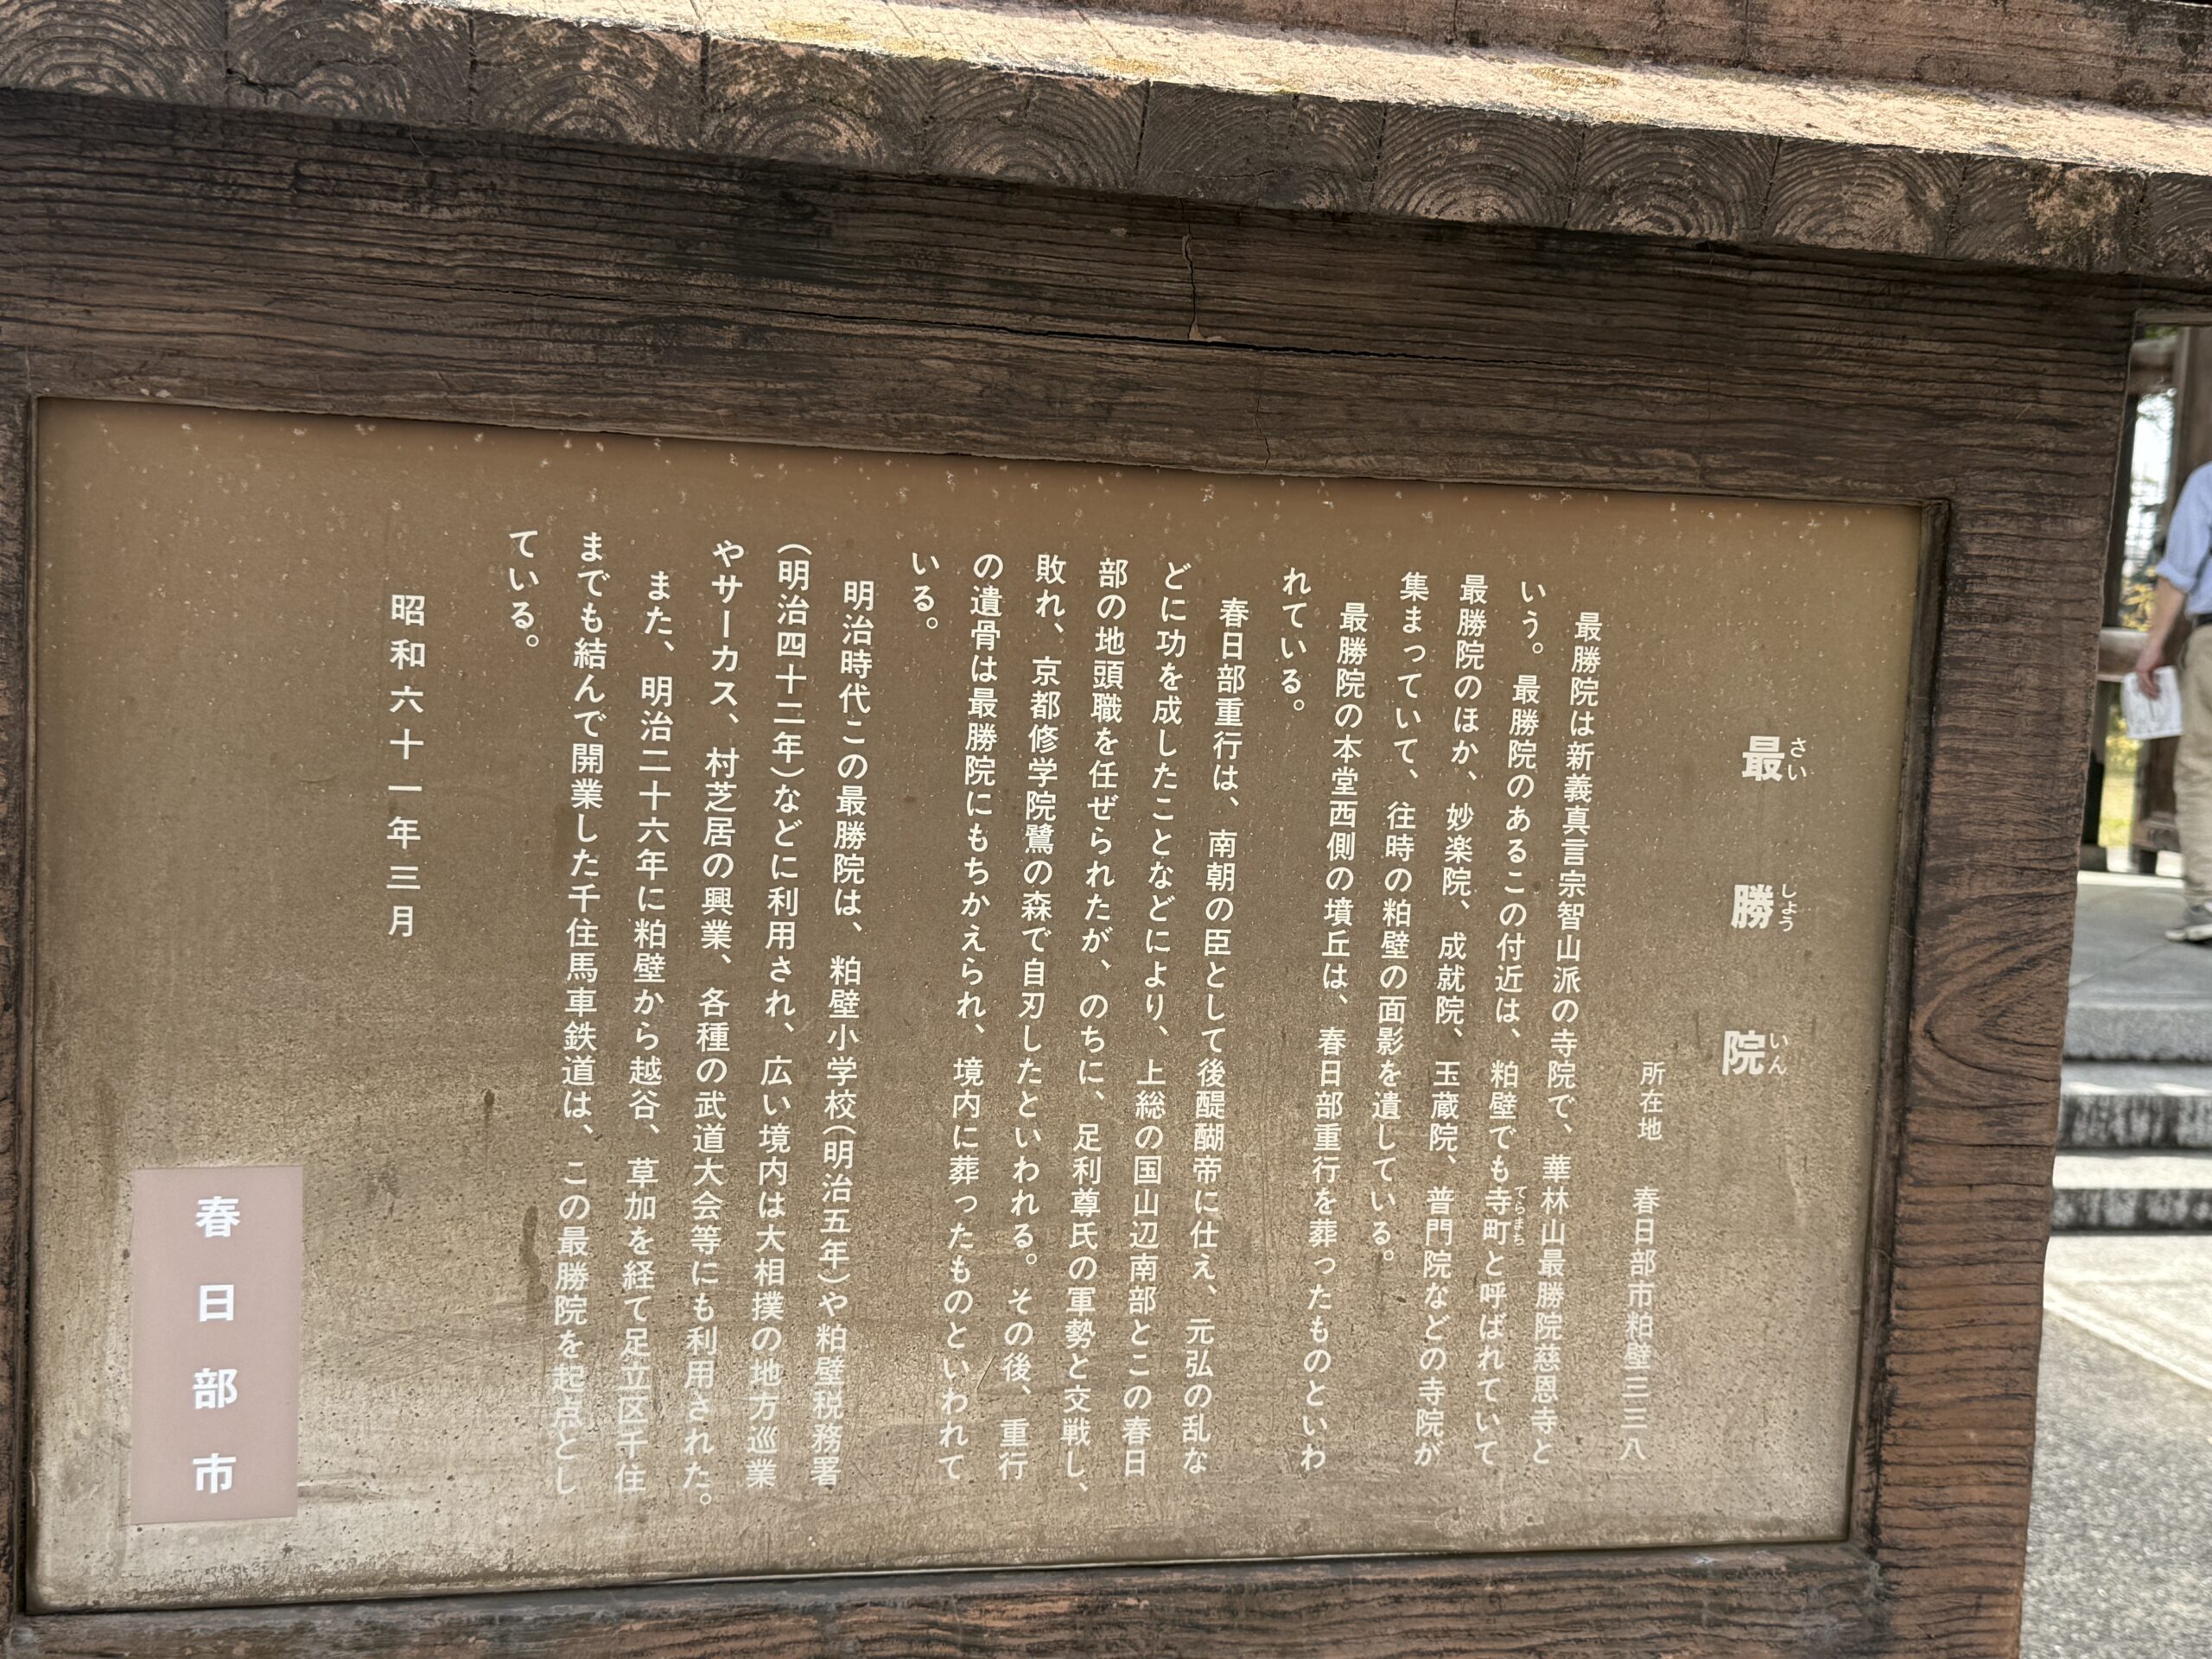 最勝院
さいしよういん
所在地 春日部市粕壁三三三八
最勝院は新義真言宗智山派の寺院で、華林山最勝院慈恩寺と
いう。最勝院のあるこの付近は、粕壁でも寺町と呼ばれていて
てらまち
最勝院のほか、妙楽院、成就院、玉蔵院、普門院などの寺院が
集まっていて、往時の粕壁の面影を遺している。
最勝院の本堂西側の墳丘は、春日部重行を葬ったものといわ
れている。
春日部重行は、南朝の臣として後醍醐帝に仕え、元弘の乱な
どに功を成したことなどにより、上総の国山辺南部とこの春日
部の地頭職を任ぜられたが、のちに、足利尊氏の軍勢と交戦し、
敗れ、京都修学院鷺の森で自刃したといわれる。その後、重行
の遺骨は最勝院にもちかえられ、境内に葬ったものといわれて
いる。
明治時代この最勝院は、粕壁小学校(明治五年)や粕壁税務署
(明治四十二年)などに利用され、広い境内は大相撲の地方巡業
やサーカス、村芝居の興業、各種の武道大会等にも利用された。
また、明治二十六年に粕壁から越谷、草加を経て足立区千住
までも結んで開業した千住馬車鉄道は、この最勝院を起点とし
ている。
昭和六十一年三月
春日部市